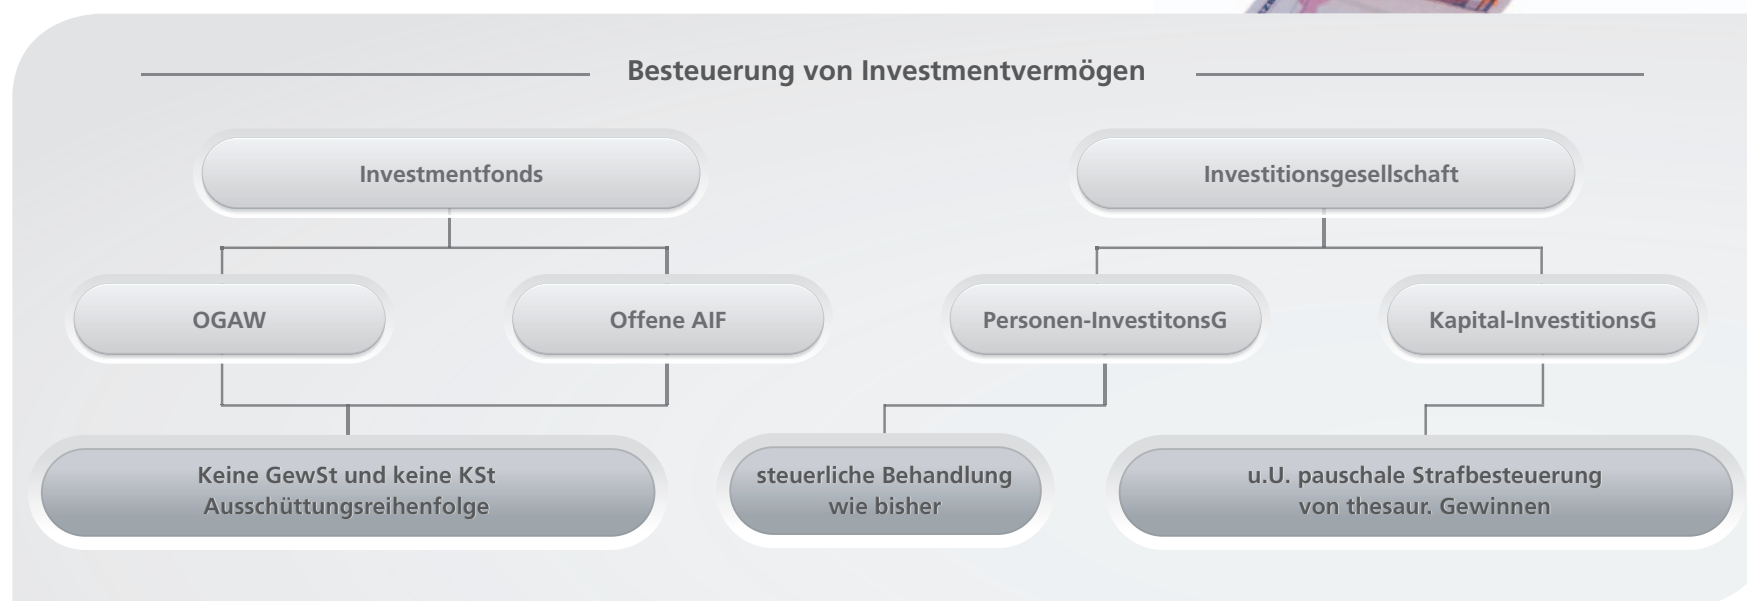 Besteuerung von Investmentvermögen
Investmentfonds
Investitionsgesellschaft
OGAW
Offene AIF
Personen-InvestitonsG
Kapital-InvestitionsG
Keine GewSt und keine KSt
Ausschüttungsreihenfolge
steuerliche Behandlung
wie bisher
u.U. pauschale Strafbesteuerung
von thesaur. Gewinnen